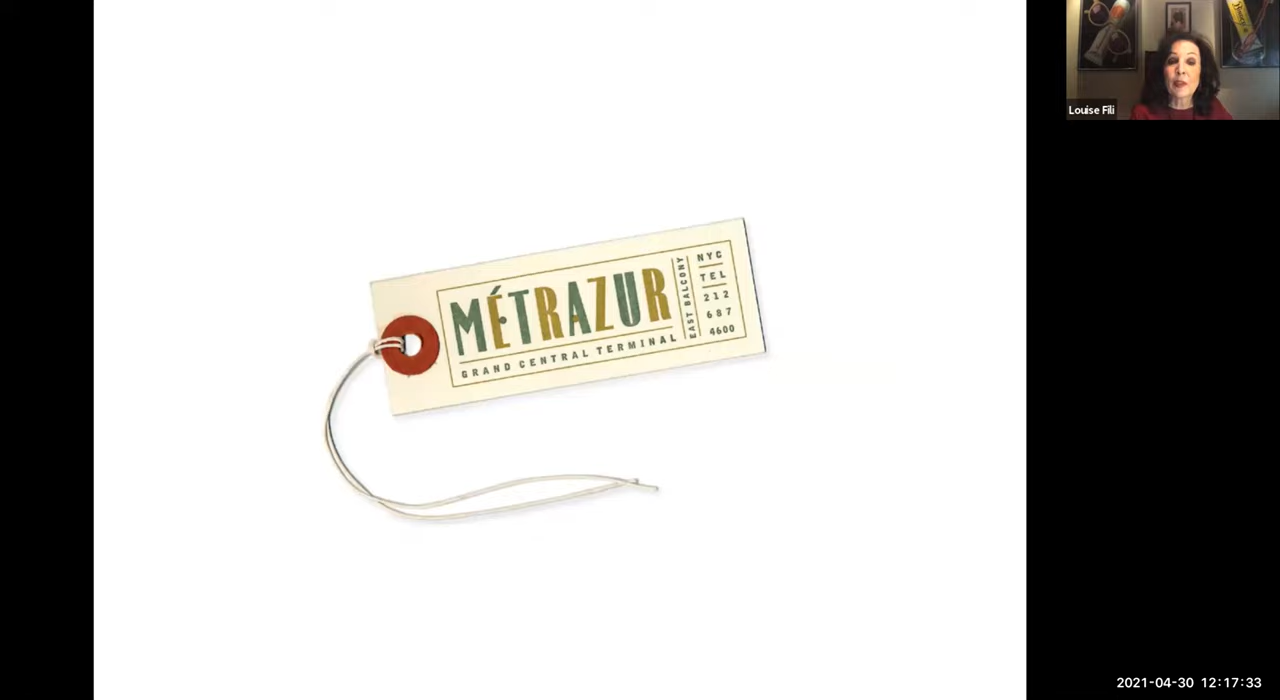 MÉTRAZUR
GRAND CENTRAL TERMINAL
EAST BALCONY
NYC
TEL
212
687
4600
Louise Fili
2021-04-30 12:17:33